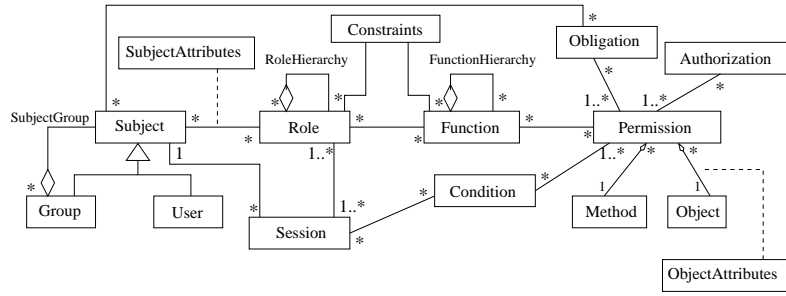 Constraints
*
Obligation
SubjectAttributes
RoleHierarchy
FunctionHierarchy
Authorization
*
*
SubjectGroup
*
*
*
*
*
*
*
1..*
1..*
Subject
*
*
Role
*
*
Function
*
*
Permission
1
1..*
1..*
*
*
*
*
*
Condition
*
1
1
Group
User
*
1..*
Method
Object
Session
*
ObjectAttributes